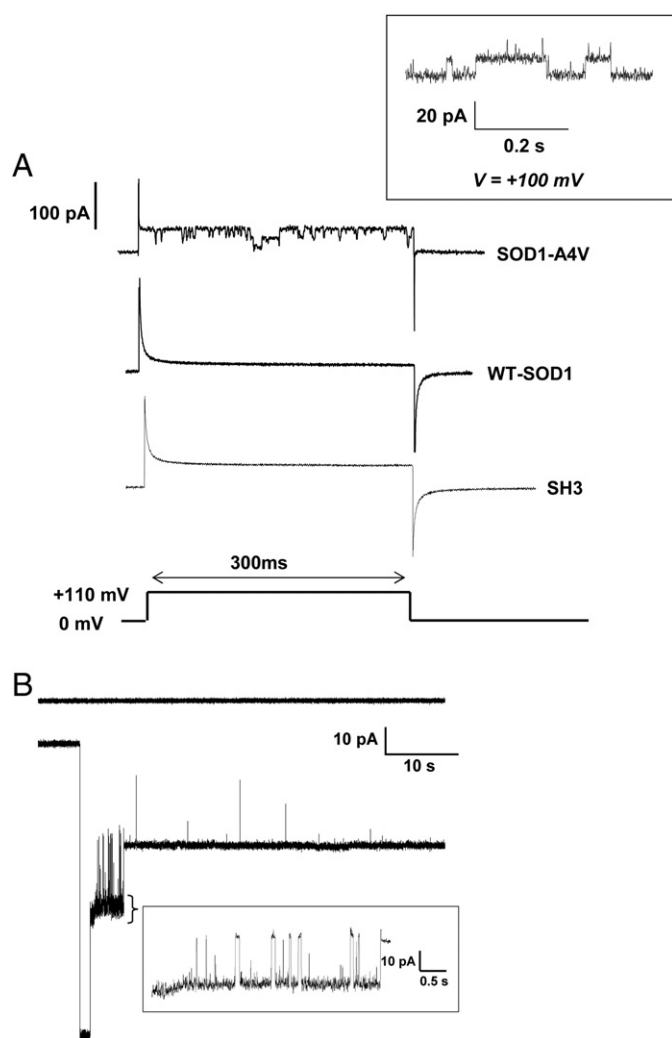 20 pA
0.2 s
V = +100 mV
A
100 pA
SOD1-A4V
WT-SOD1
SH3
300ms
+110 mV
0 mV
B
10 pA
10 s
10 pA
0.5 s